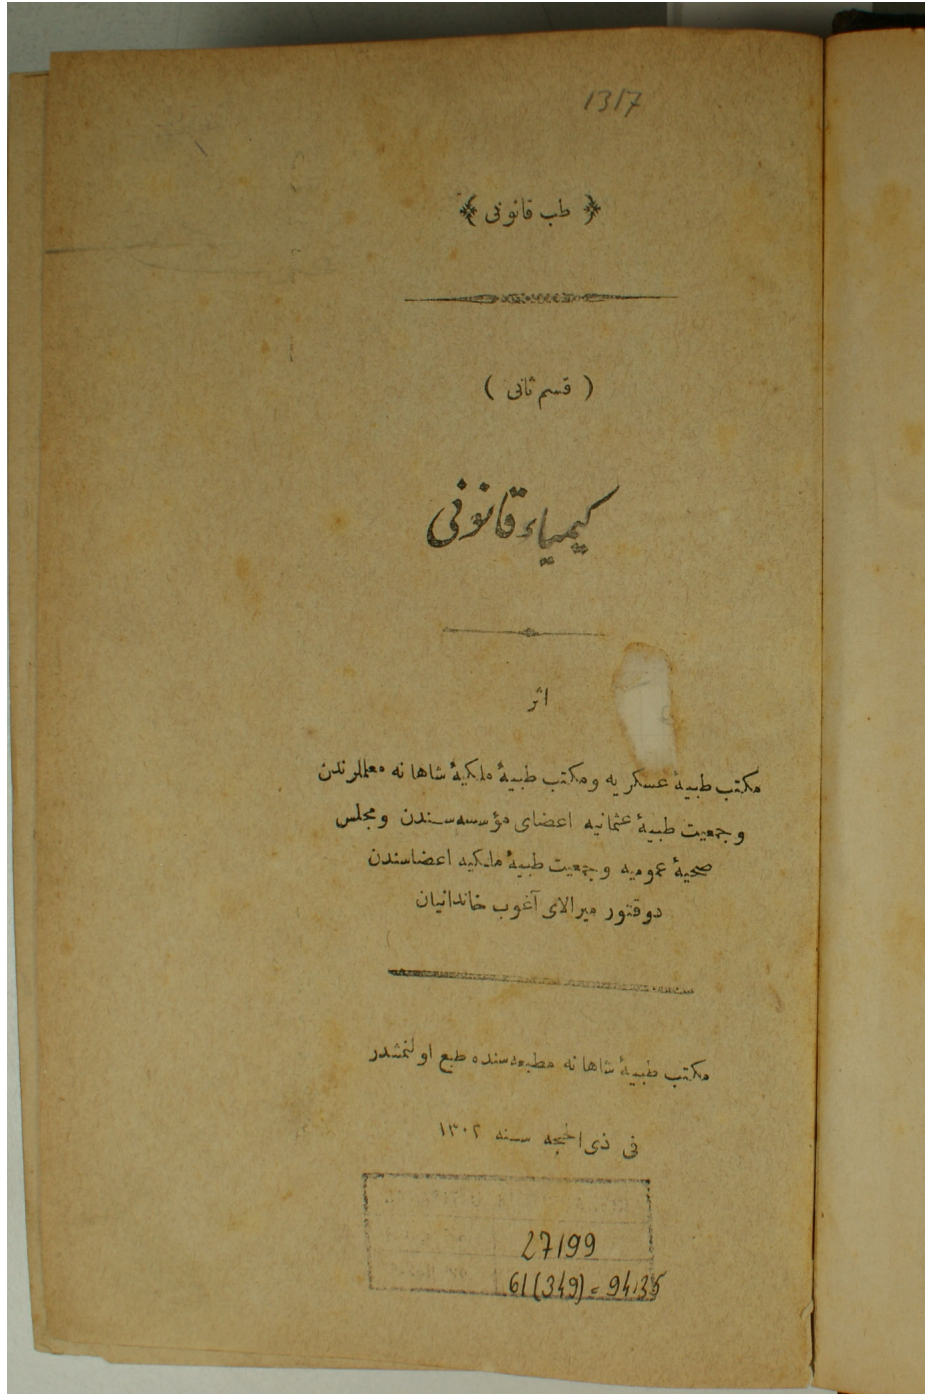 1317
﴿ طب قانونی ﴾
( قسم ثانی )
کیمیاء قانونی
اثر
مکتب طبیهٔ عسکریه ومکتب طبیهٔ ملکیهٔ شاهانه معلملرندن
وجمعیت طبیهٔ عثمانیه اعضای مؤسسه‌سندن ومجلس
صحیهٔ عمومیه وجمعیت طبیهٔ ملکیه اعضاسندن
دوقتور میرالای آغوب خاندانیان
مکتب طبیهٔ شاهانه مطبعه‌سنده طبع اولنمشدر
فی ذی الحجه سنه ١٣٠٢
27199
61(349)=94.35